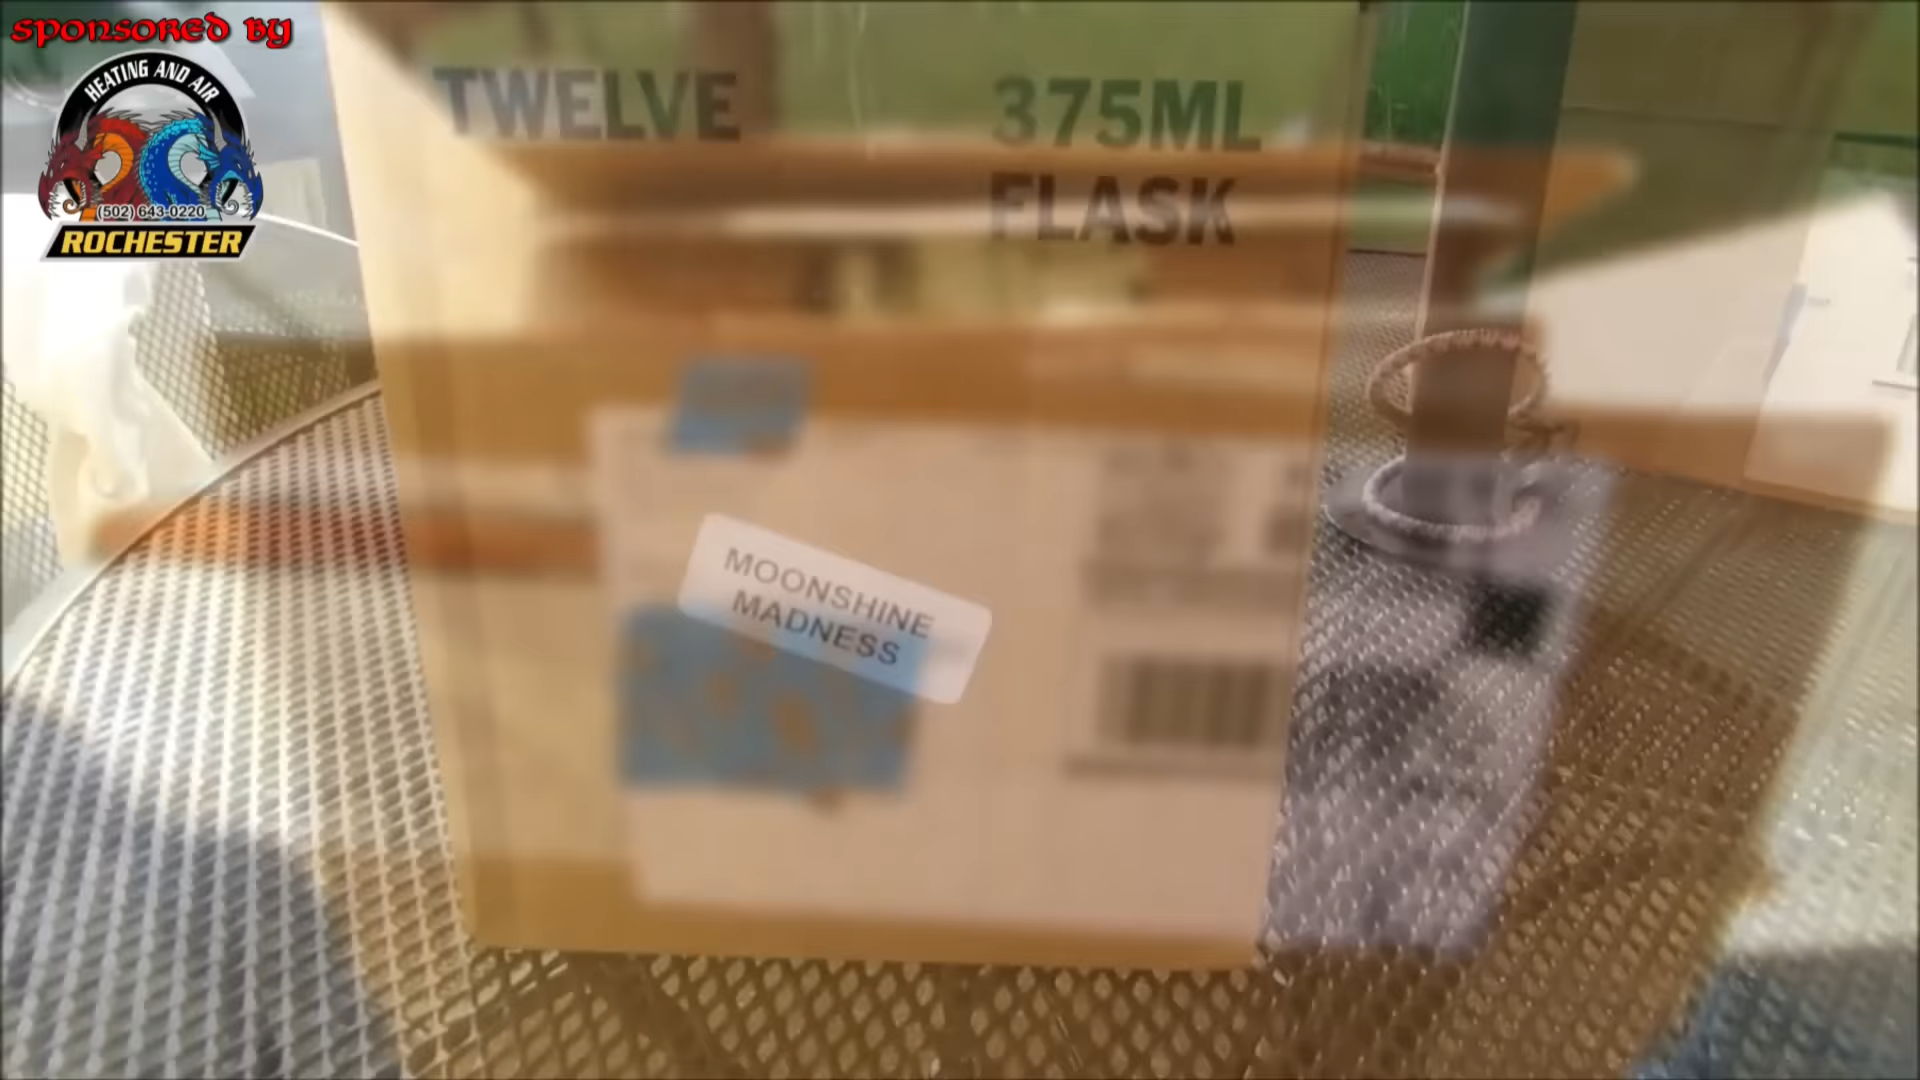 sponsored by
HEATING AND AIR
(502) 643-0220
ROCHESTER
TWELVE
375ML
FLASK
MOONSHINE
MADNESS